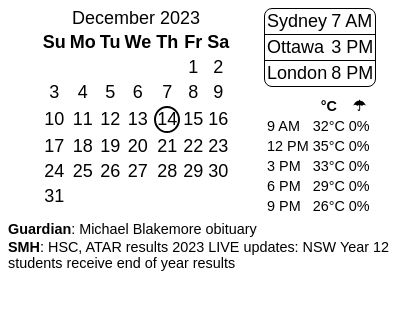 December 2023
Su Mo Tu We Th Fr Sa
1 2
3 4 5 6 7 8 9
10 11 12 13 14 15 16
17 18 19 20 21 22 23
24 25 26 27 28 29 30
31
Sydney 7 AM
Ottawa 3 PM
London 8 PM
°C ☂
9 AM 32°C 0%
12 PM 35°C 0%
3 PM 33°C 0%
6 PM 29°C 0%
9 PM 26°C 0%
Guardian: Michael Blakemore obituary
SMH: HSC, ATAR results 2023 LIVE updates: NSW Year 12
students receive end of year results